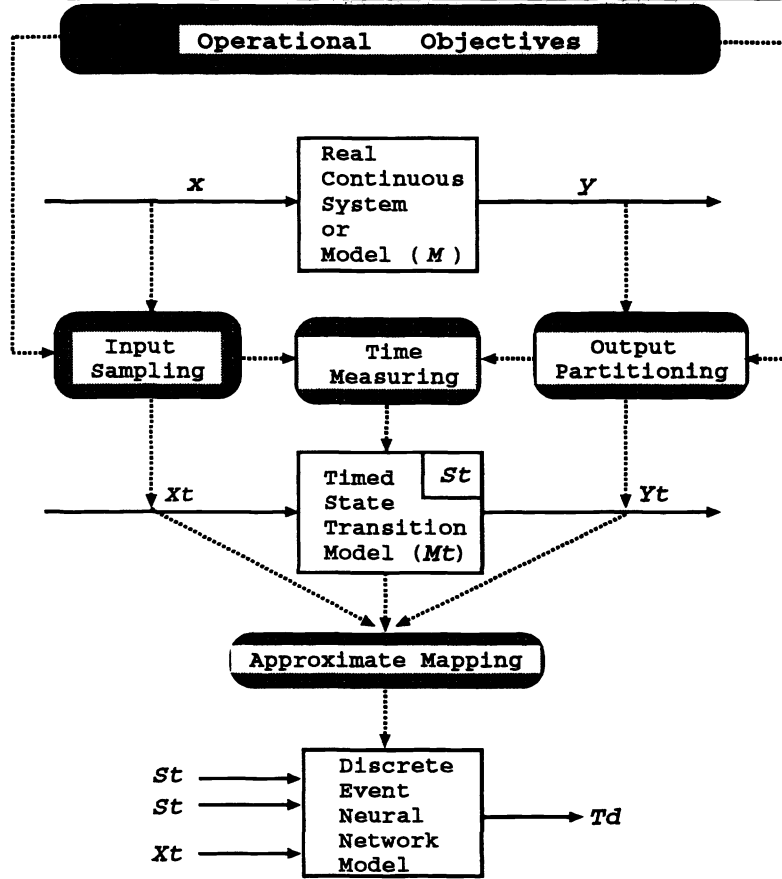 Operational Objectives
x
Real
Continuous
System
or
Model (M)
y
Input
Sampling
Time
Measuring
Output
Partitioning
Xt
Timed
State
Transition
Model (Mt)
St
Yt
Approximate Mapping
St
St
Xt
Discrete
Event
Neural
Network
Model
Td